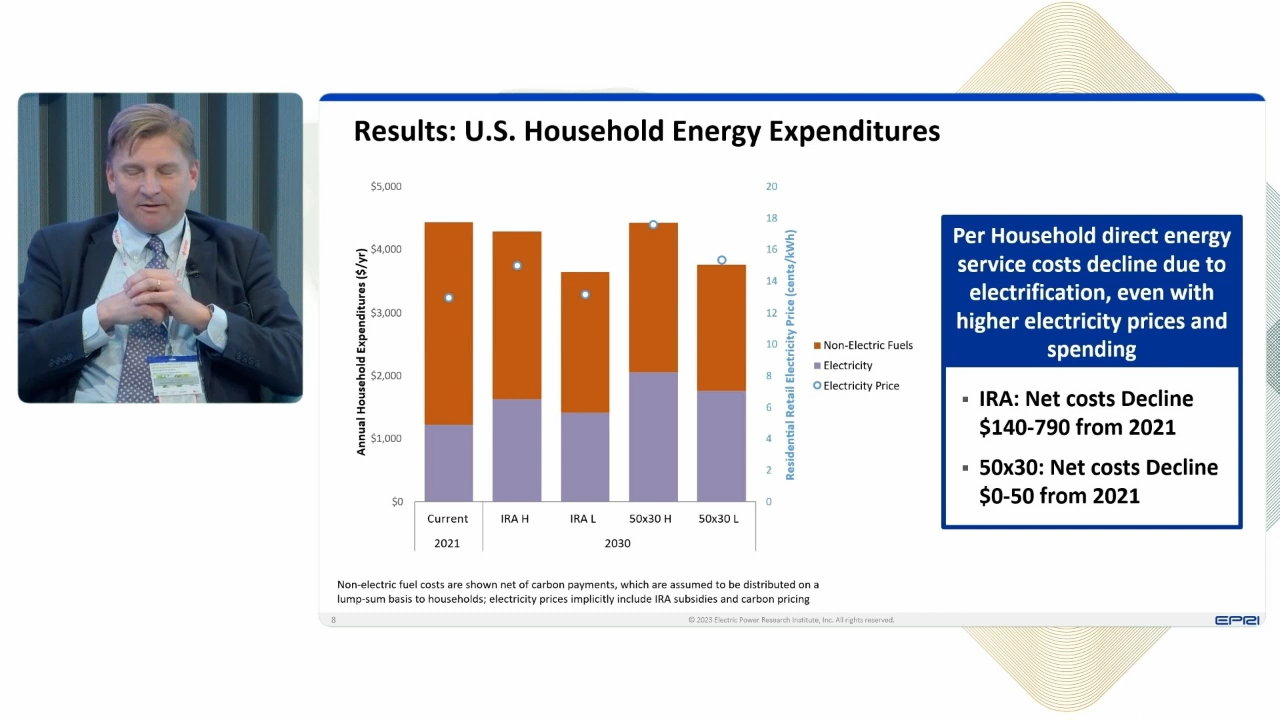 Results: U.S. Household Energy Expenditures
$5,000
$4,000
$3,000
$2,000
$1,000
$0
Annual Household Expenditures ($/yr)
20
18
16
14
12
10
8
6
4
2
0
Residential Retail Electricity Price (cents/kWh)
Non-Electric Fuels
Electricity
Electricity Price
Current
IRA H
IRA L
50x30 H
50x30 L
2021
2030
Per Household direct energy
service costs decline due to
electrification, even with
higher electricity prices and
spending
▪ IRA: Net costs Decline
$140-790 from 2021
▪ 50x30: Net costs Decline
$0-50 from 2021
Non-electric fuel costs are shown net of carbon payments, which are assumed to be distributed on a
lump-sum basis to households; electricity prices implicitly include IRA subsidies and carbon pricing
8
© 2023 Electric Power Research Institute, Inc. All rights reserved.
EPRI